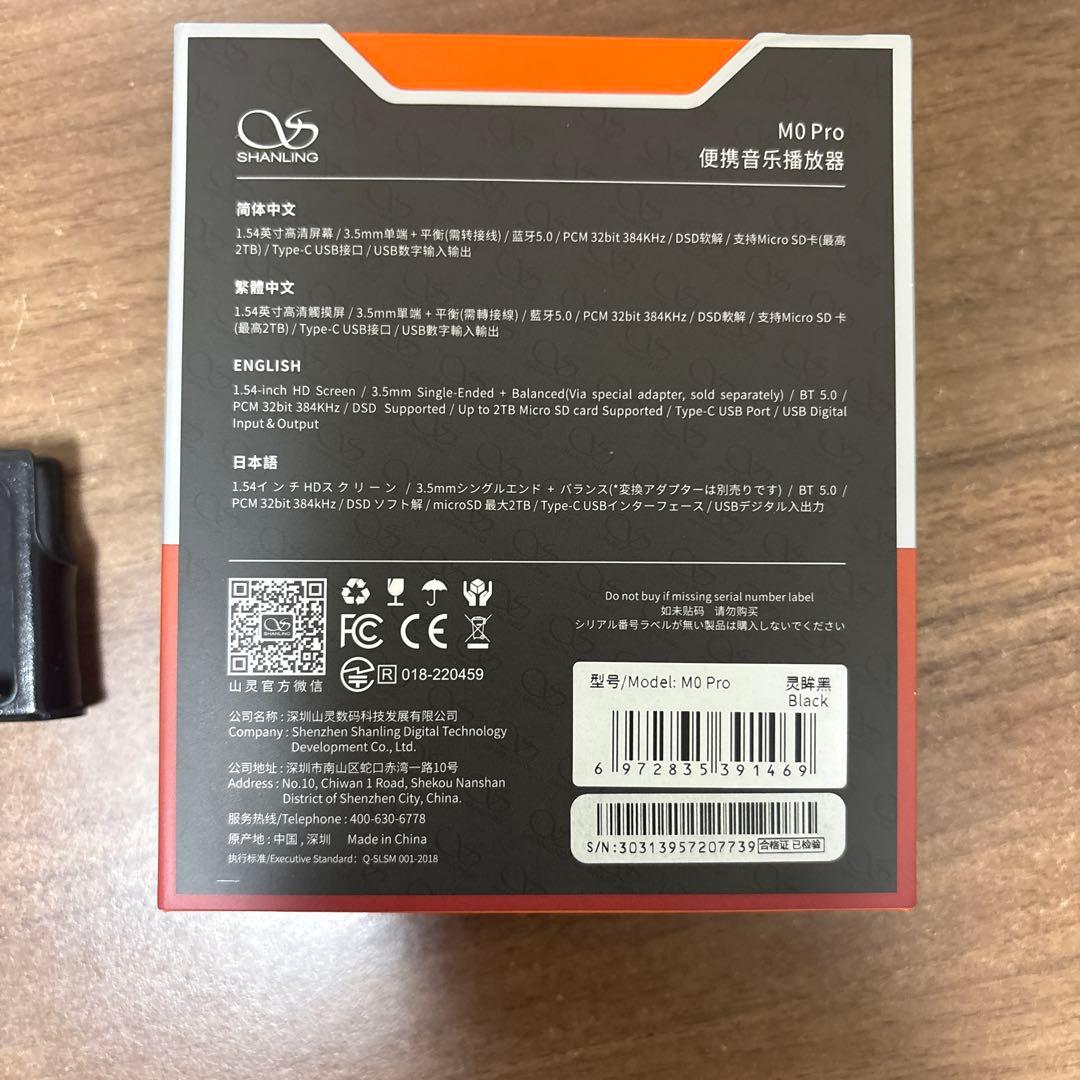 SHANLING
M0 Pro
便携音乐播放器
简体中文
1.54英寸高清屏幕 / 3.5mm单端 + 平衡(需转接线) / 蓝牙5.0 / PCM 32bit 384KHz / DSD软解 / 支持Micro SD卡(最高
2TB) / Type-C USB接口 / USB数字输入输出
繁體中文
1.54英寸高清觸摸屏 / 3.5mm單端 + 平衡(需轉接線) / 藍牙5.0 / PCM 32bit 384KHz / DSD軟解 / 支持Micro SD 卡
(最高2TB) / Type-C USB接口 / USB數字輸入輸出
ENGLISH
1.54-inch HD Screen / 3.5mm Single-Ended + Balanced(Via special adapter, sold separately) / BT 5.0 /
PCM 32bit 384KHz / DSD Supported / Up to 2TB Micro SD card Supported / Type-C USB Port / USB Digital
Input & Output
日本語
1.54インチHDスクリーン / 3.5mmシングルエンド + バランス(*変換アダプターは別売りです) / BT 5.0 /
PCM 32bit 384kHz / DSD ソフト解 / microSD 最大2TB / Type-C USBインターフェース / USBデジタル入出力
SHANLING
山灵官方微信
FC CE
R 018-220459
公司名称 : 深圳山灵数码科技发展有限公司
Company : Shenzhen Shanling Digital Technology
Development Co., Ltd.
公司地址 : 深圳市南山区蛇口赤湾一路10号
Address : No.10, Chiwan 1 Road, Shekou Nanshan
District of Shenzhen City, China.
服务热线/Telephone : 400-630-6778
原产地 : 中国 , 深圳 Made in China
执行标准/Executive Standard : Q-SLSM 001-2018
Do not buy if missing serial number label
如未贴码 请勿购买
シリアル番号ラベルが無い製品は購入しないでください
型号/Model: M0 Pro 灵眸黑
Black
6 972835 391469
S/N:30313957207739 合格证 已检验